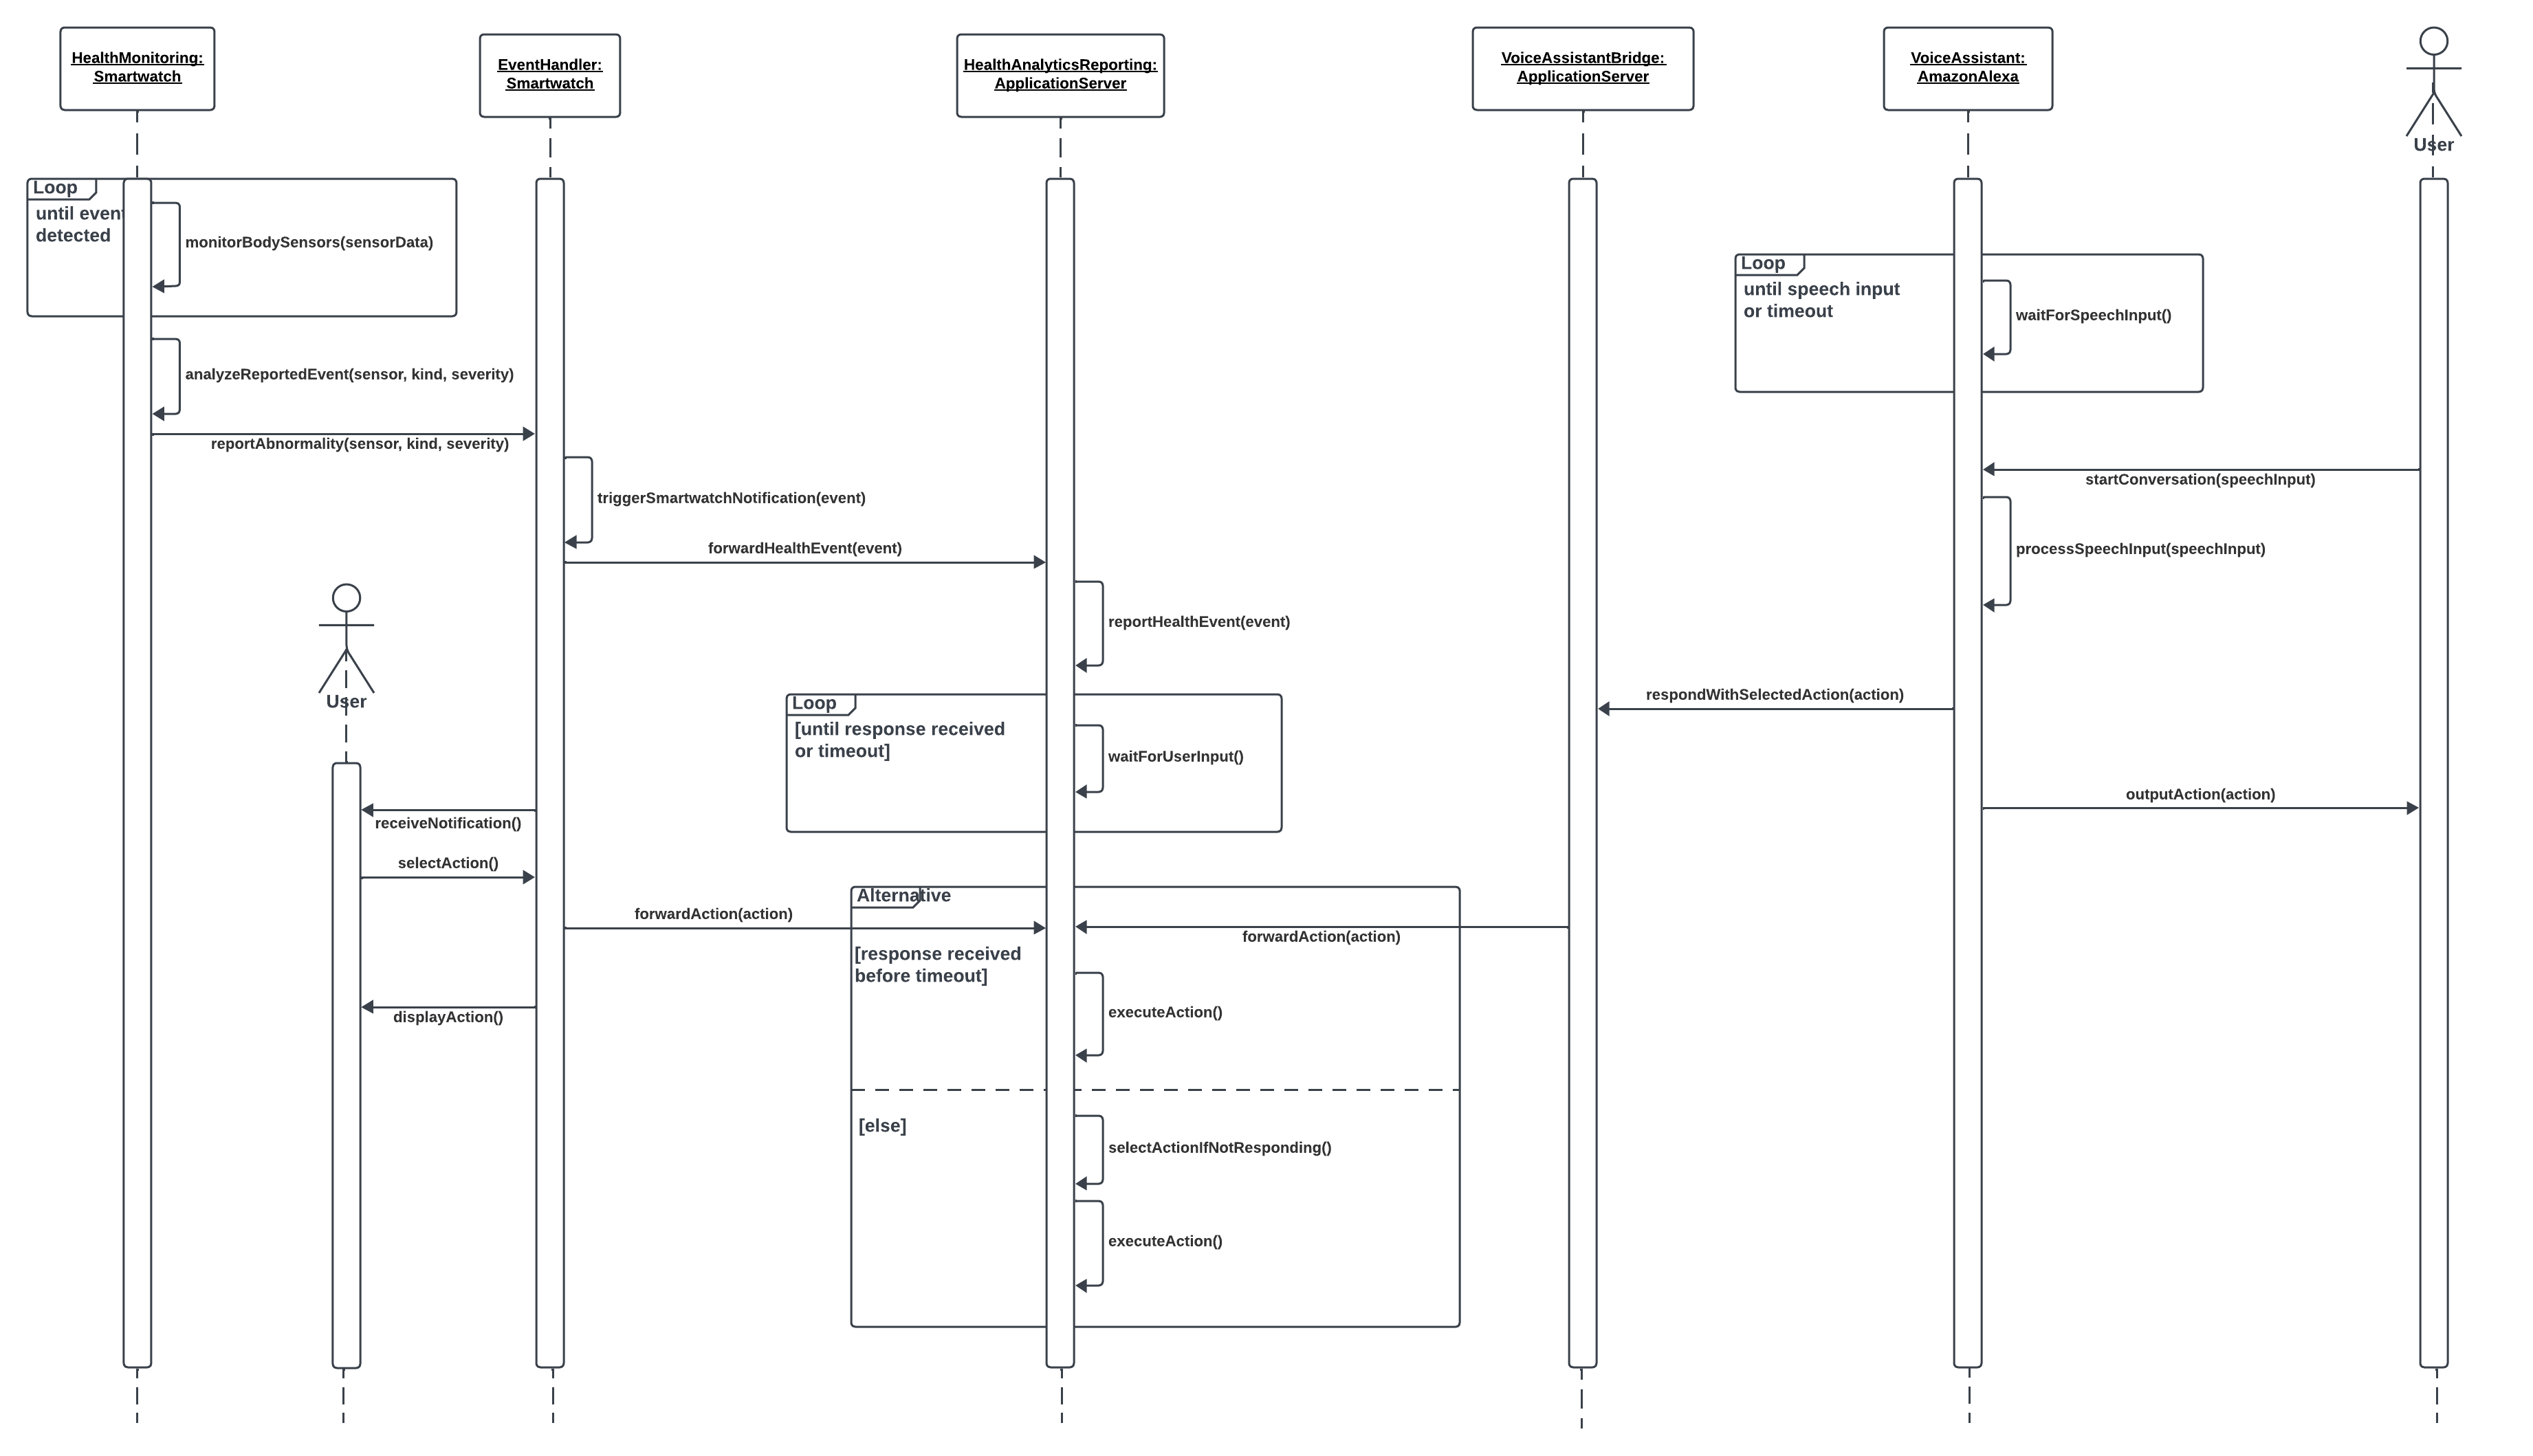 HealthMonitoring:
Smartwatch
EventHandler:
Smartwatch
HealthAnalyticsReporting:
ApplicationServer
VoiceAssistantBridge:
ApplicationServer
VoiceAssistant:
AmazonAlexa
User
Loop
until event
detected
monitorBodySensors(sensorData)
Loop
until speech input
or timeout
waitForSpeechInput()
analyzeReportedEvent(sensor, kind, severity)
reportAbnormality(sensor, kind, severity)
startConversation(speechInput)
triggerSmartwatchNotification(event)
forwardHealthEvent(event)
processSpeechInput(speechInput)
reportHealthEvent(event)
User
respondWithSelectedAction(action)
Loop
[until response received
or timeout]
waitForUserInput()
outputAction(action)
receiveNotification()
selectAction()
Alternative
forwardAction(action)
forwardAction(action)
[response received
before timeout]
executeAction()
displayAction()
[else]
selectActionIfNotResponding()
executeAction()